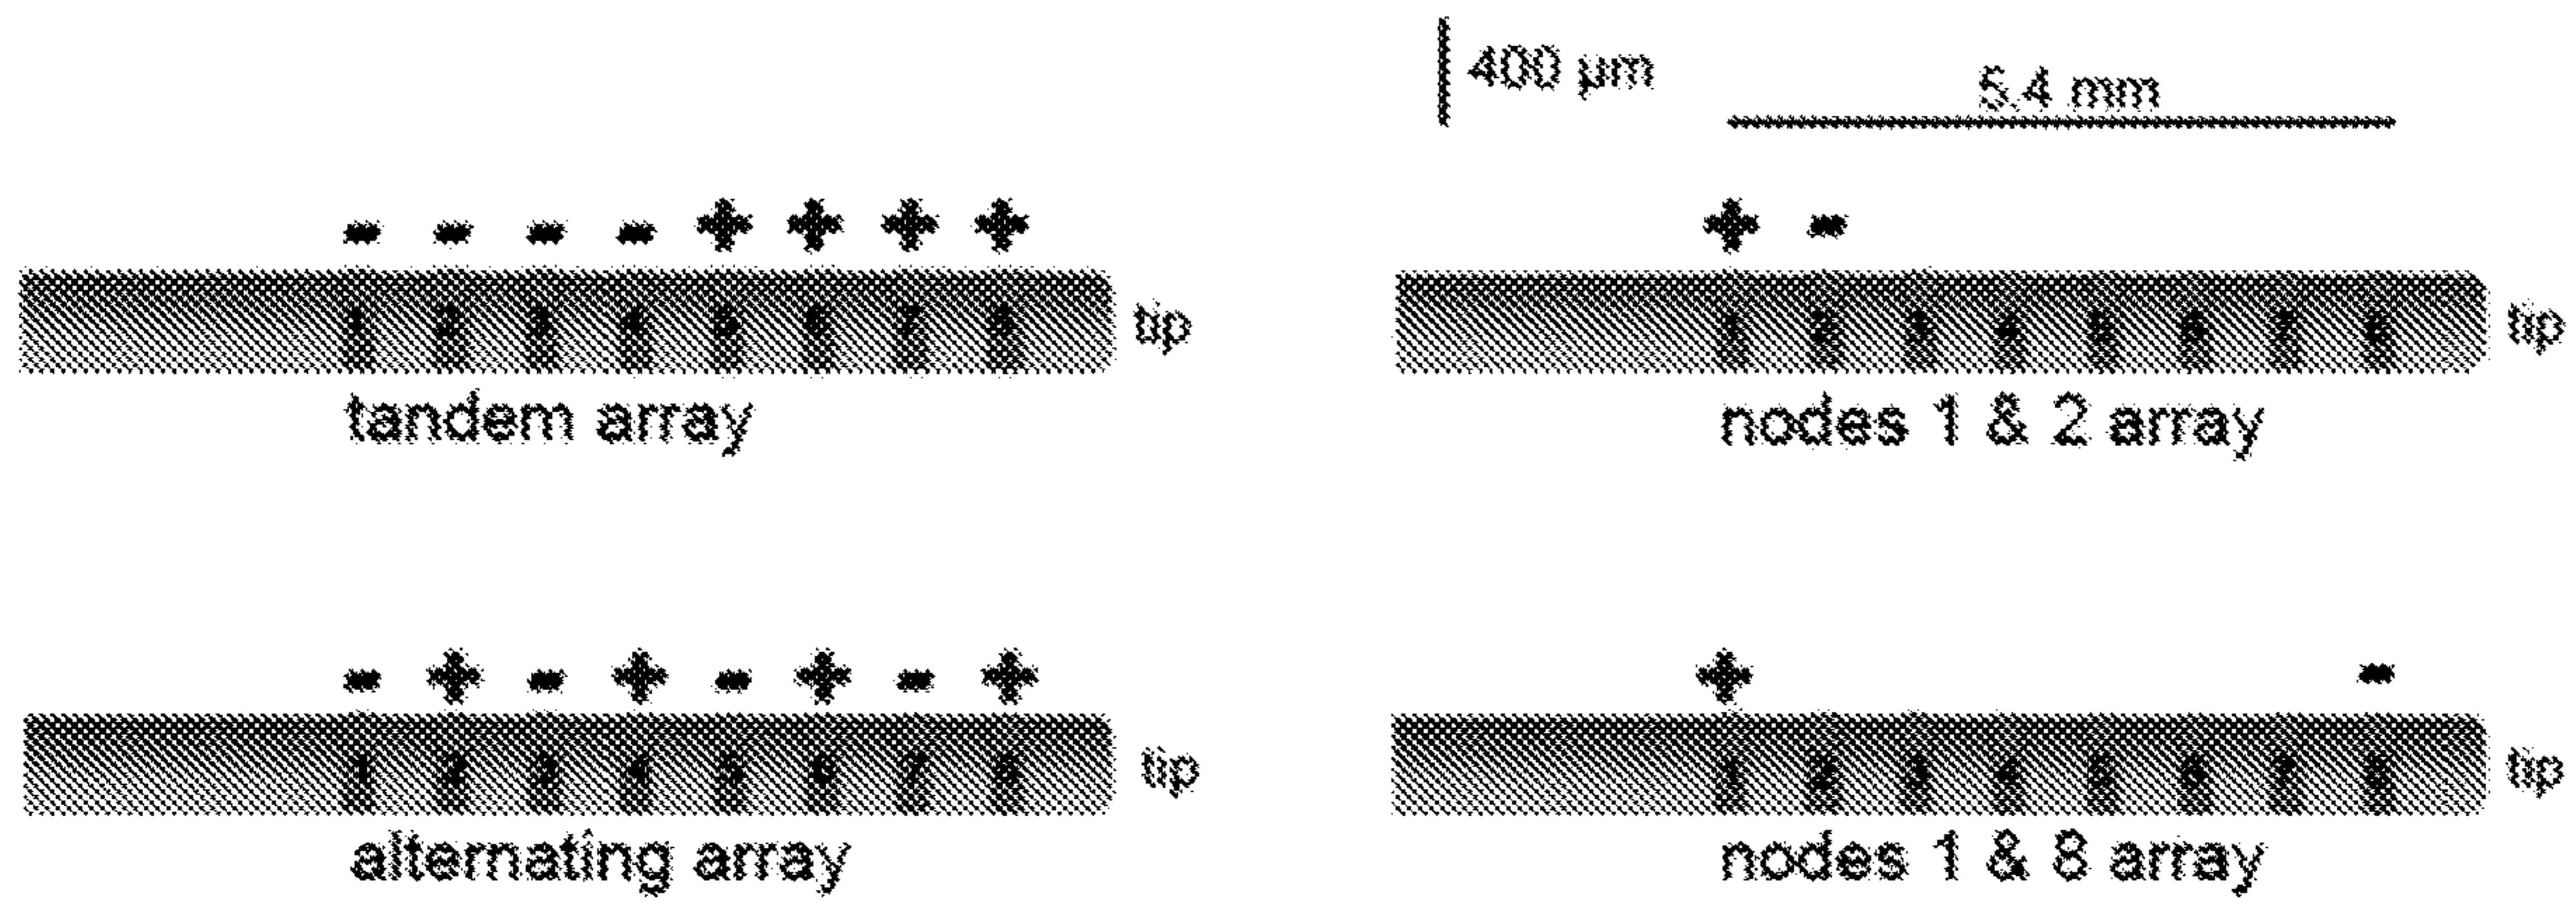 400 µm
5.4 mm
- - - - + + + +
+ -
1 2 3 4 5 6 7 8 tip
1 2 3 4 5 6 7 8 tip
tandem array
nodes 1 & 2 array
- + - + - + - +
+ -
1 2 3 4 5 6 7 8 tip
1 2 3 4 5 6 7 8 tip
alternating array
nodes 1 & 8 array